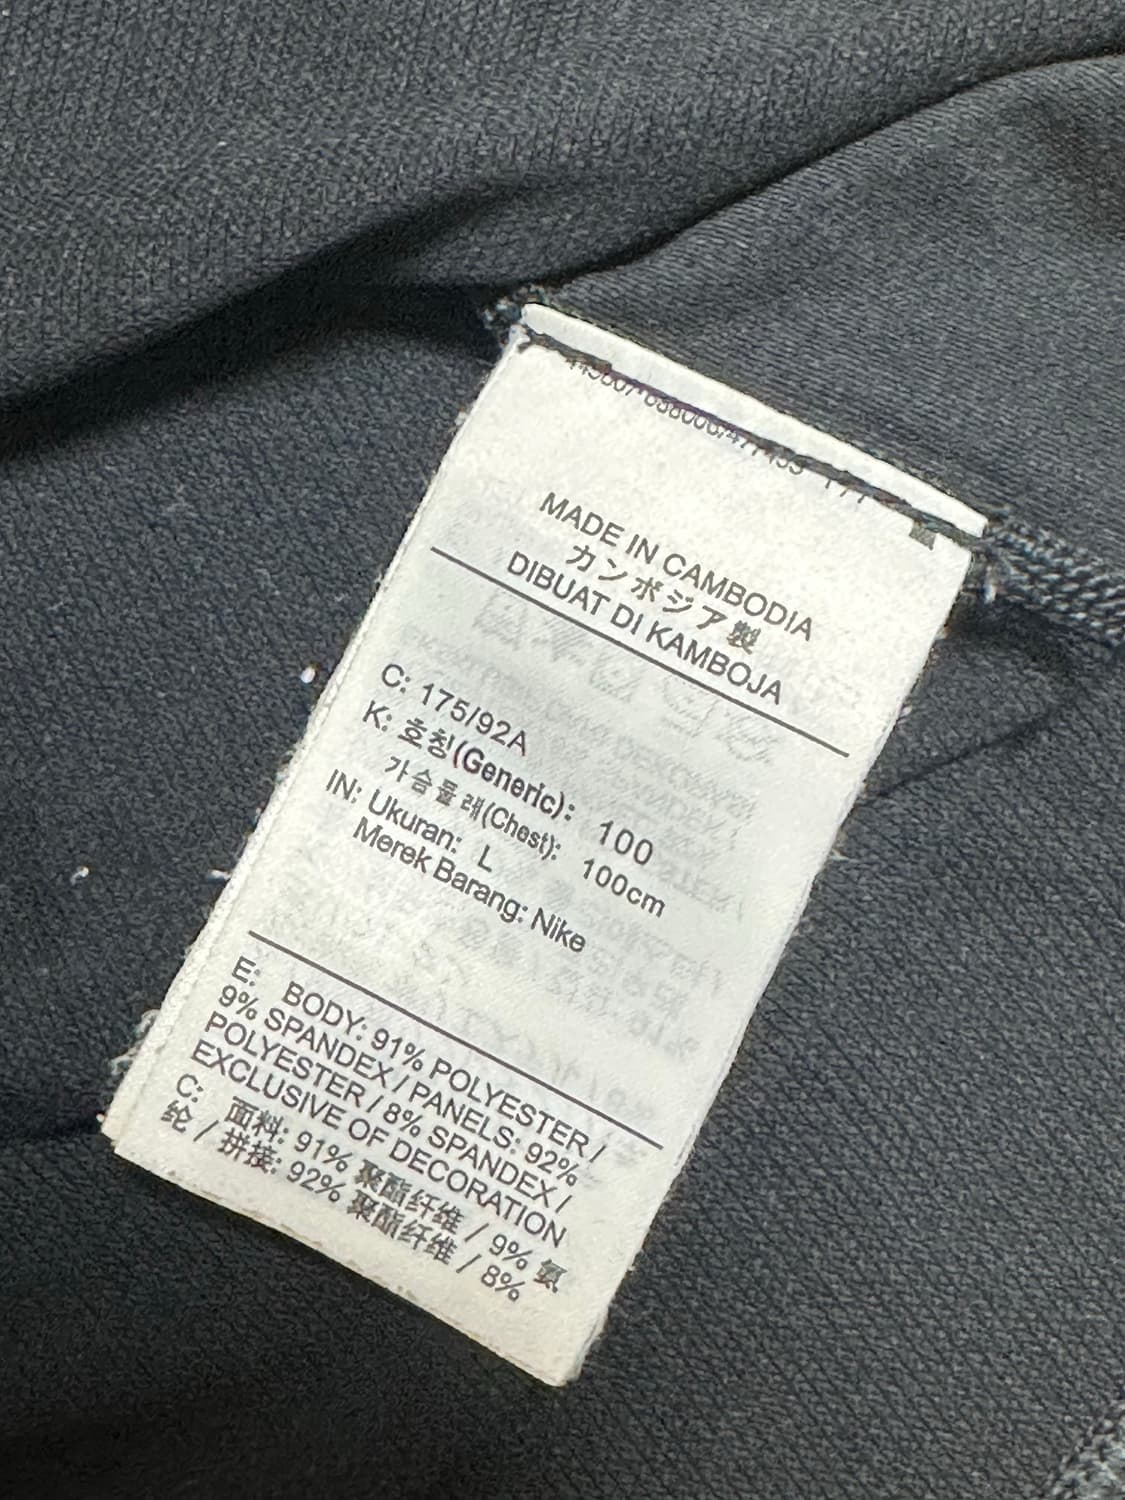 MADE IN CAMBODIA
カンボジア製
DIBUAT DI KAMBOJA
C: 175/92A
K: 호칭(Generic): 100
가슴둘레(Chest): 100cm
IN: Ukuran: L
Merek Barang: Nike
E: BODY: 91% POLYESTER /
9% SPANDEX / PANELS: 92%
POLYESTER / 8% SPANDEX /
EXCLUSIVE OF DECORATION
C: 面料: 91% 聚酯纤维 / 9% 氨
纶 / 拼接: 92% 聚酯纤维 / 8%